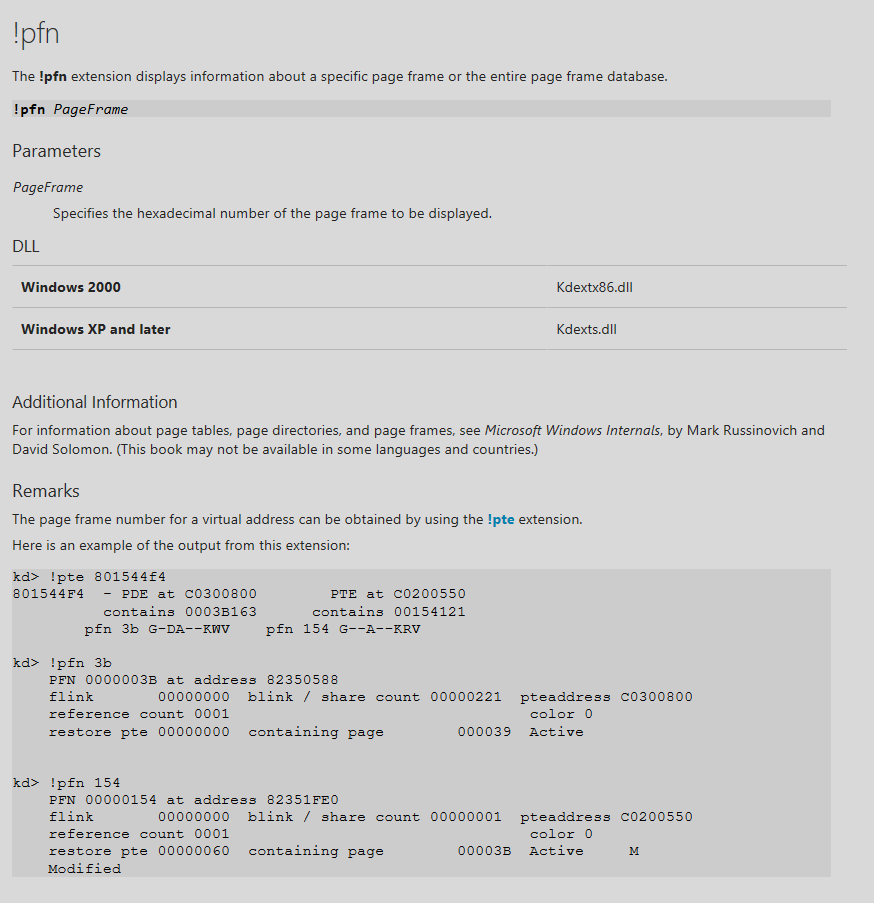 !pfn
The !pfn extension displays information about a specific page frame or the entire page frame database.
!pfn PageFrame
Parameters
PageFrame
Specifies the hexadecimal number of the page frame to be displayed.
DLL
Windows 2000 Kdextx86.dll
Windows XP and later Kdexts.dll
Additional Information
For information about page tables, page directories, and page frames, see Microsoft Windows Internals, by Mark Russinovich and
David Solomon. (This book may not be available in some languages and countries.)
Remarks
The page frame number for a virtual address can be obtained by using the !pte extension.
Here is an example of the output from this extension:
kd> !pte 801544f4
801544F4  - PDE at C0300800        PTE at C0200550
          contains 0003B163      contains 00154121
        pfn 3b G-DA--KWV    pfn 154 G--A--KRV
kd> !pfn 3b
    PFN 0000003B at address 82350588
    flink       00000000  blink / share count 00000221  pteaddress C0300800
    reference count 0001                                 color 0
    restore pte 00000000  containing page        000039  Active
kd> !pfn 154
    PFN 00000154 at address 82351FE0
    flink       00000000  blink / share count 00000001  pteaddress C0200550
    reference count 0001                                 color 0
    restore pte 00000060  containing page        00003B  Active     M
    Modified